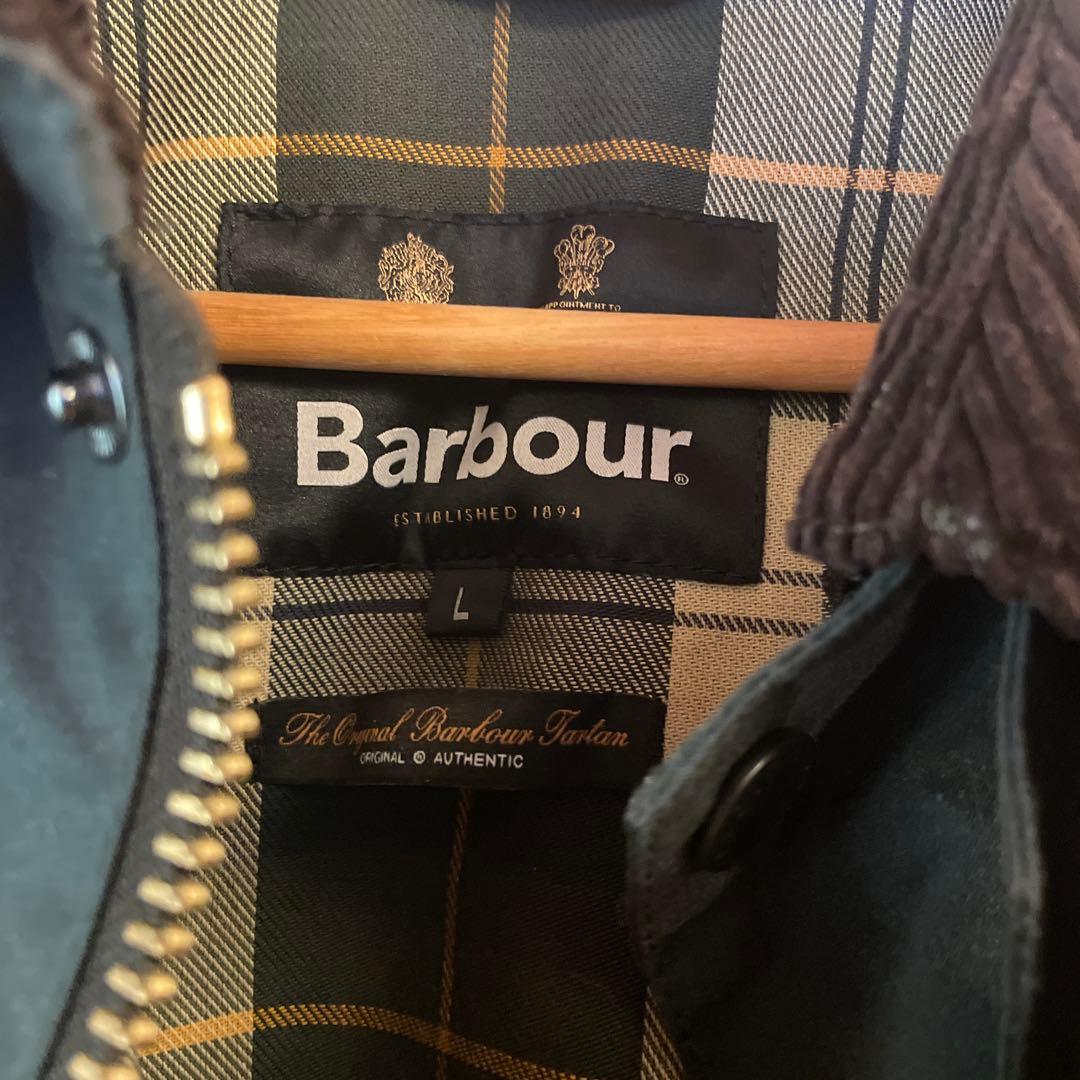 APPOINTMENT TO
Barbour®
ESTABLISHED 1894
L
The Original Barbour Tartan
ORIGINAL & AUTHENTIC